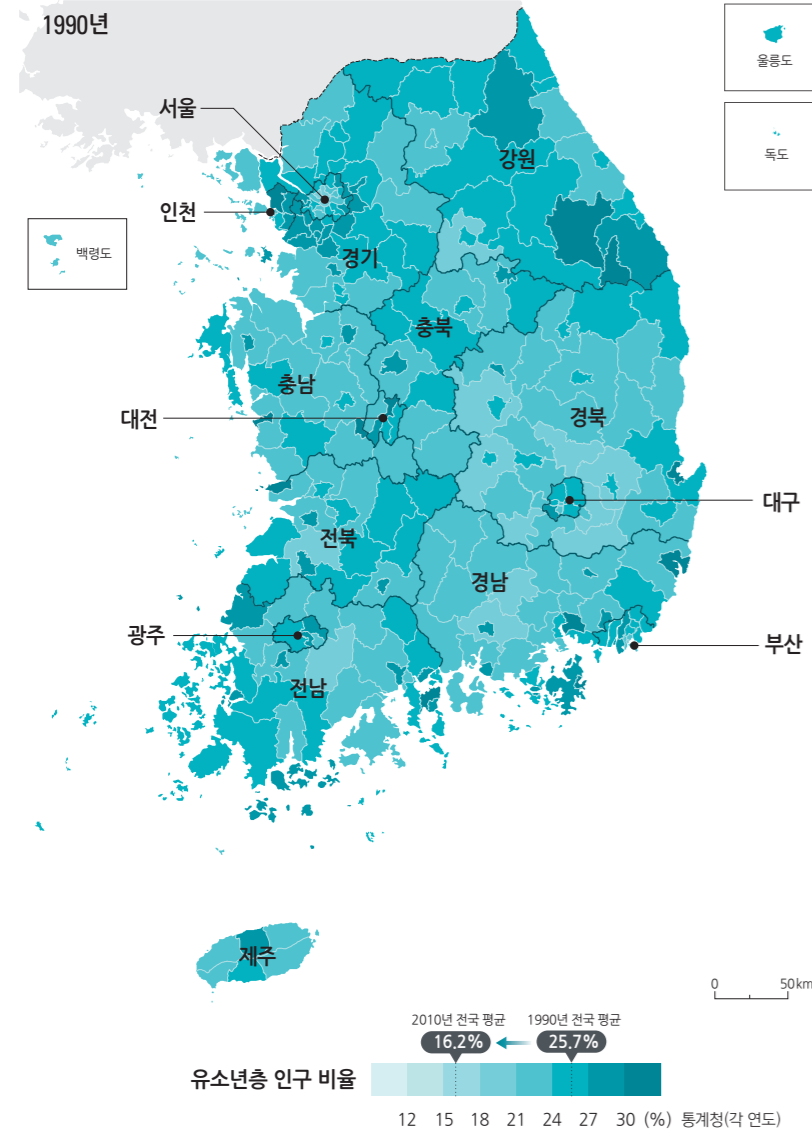 1990년
울릉도
독도
서울
강원
인천
백령도
경기
충북
충남
경북
대전
대구
전북
경남
광주
부산
전남
제주
0 50km
2010년 전국 평균 1990년 전국 평균
16.2% 25.7%
유소년층 인구 비율
12 15 18 21 24 27 30 (%) 통계청(각 연도)